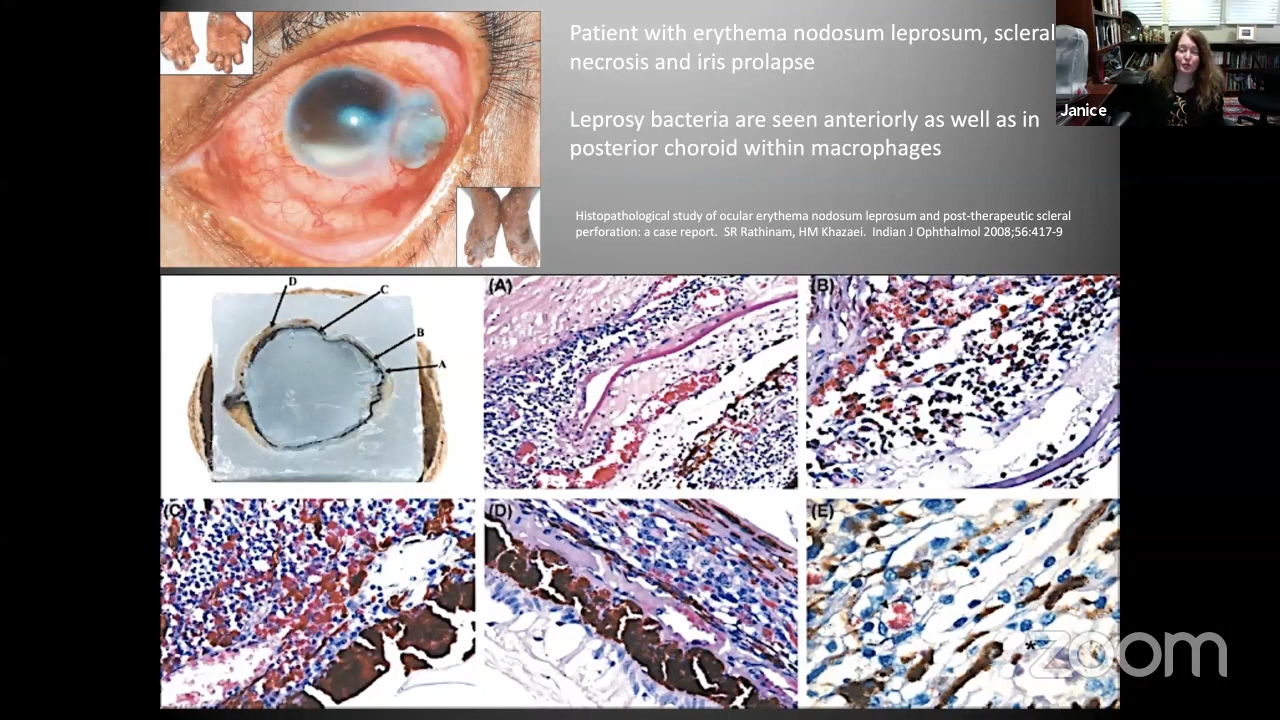 Patient with erythema nodosum leprosum, scleral
necrosis and iris prolapse
Leprosy bacteria are seen anteriorly as well as in
posterior choroid within macrophages
Histopathological study of ocular erythema nodosum leprosum and post-therapeutic scleral
perforation: a case report. SR Rathinam, HM Khazaei. Indian J Ophthalmol 2008;56:417-9
Janice
D
C
B
A
(A)
(B)
(C)
(D)
(E)
*
zoom